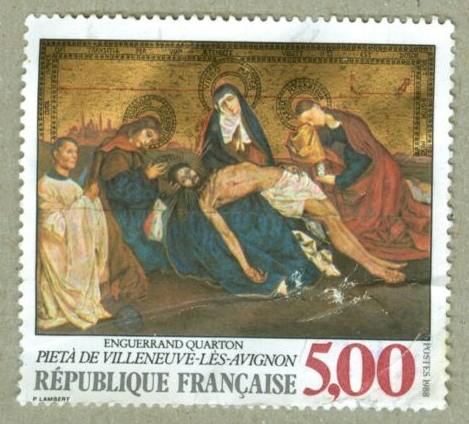 ENGUERRAND QUARTON
PIETÀ DE VILLENEUVE-LÈS-AVIGNON
RÉPUBLIQUE FRANÇAISE 5,00
POSTES 1988
P LAMBERT